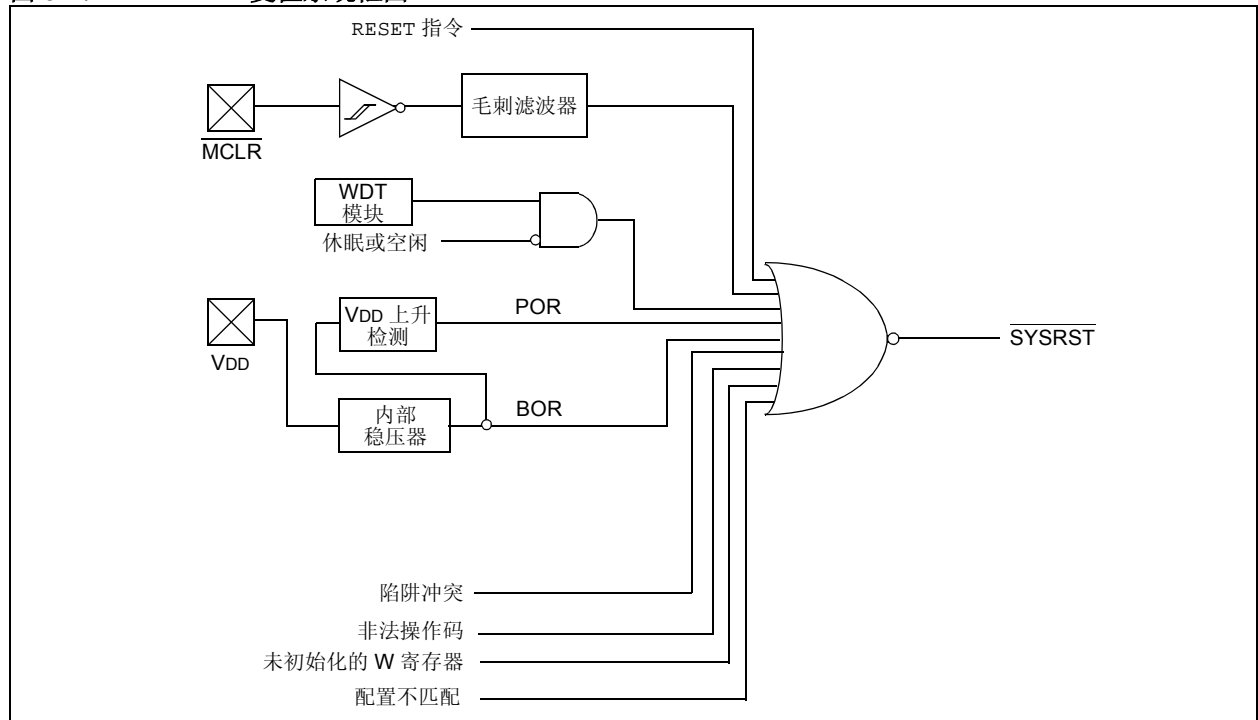 RESET 指令
毛刺滤波器
MCLR
WDT
模块
休眠或空闲
VDD
VDD 上升
检测
POR
内部
稳压器
BOR
SYSRST
陷阱冲突
非法操作码
未初始化的 W 寄存器
配置不匹配